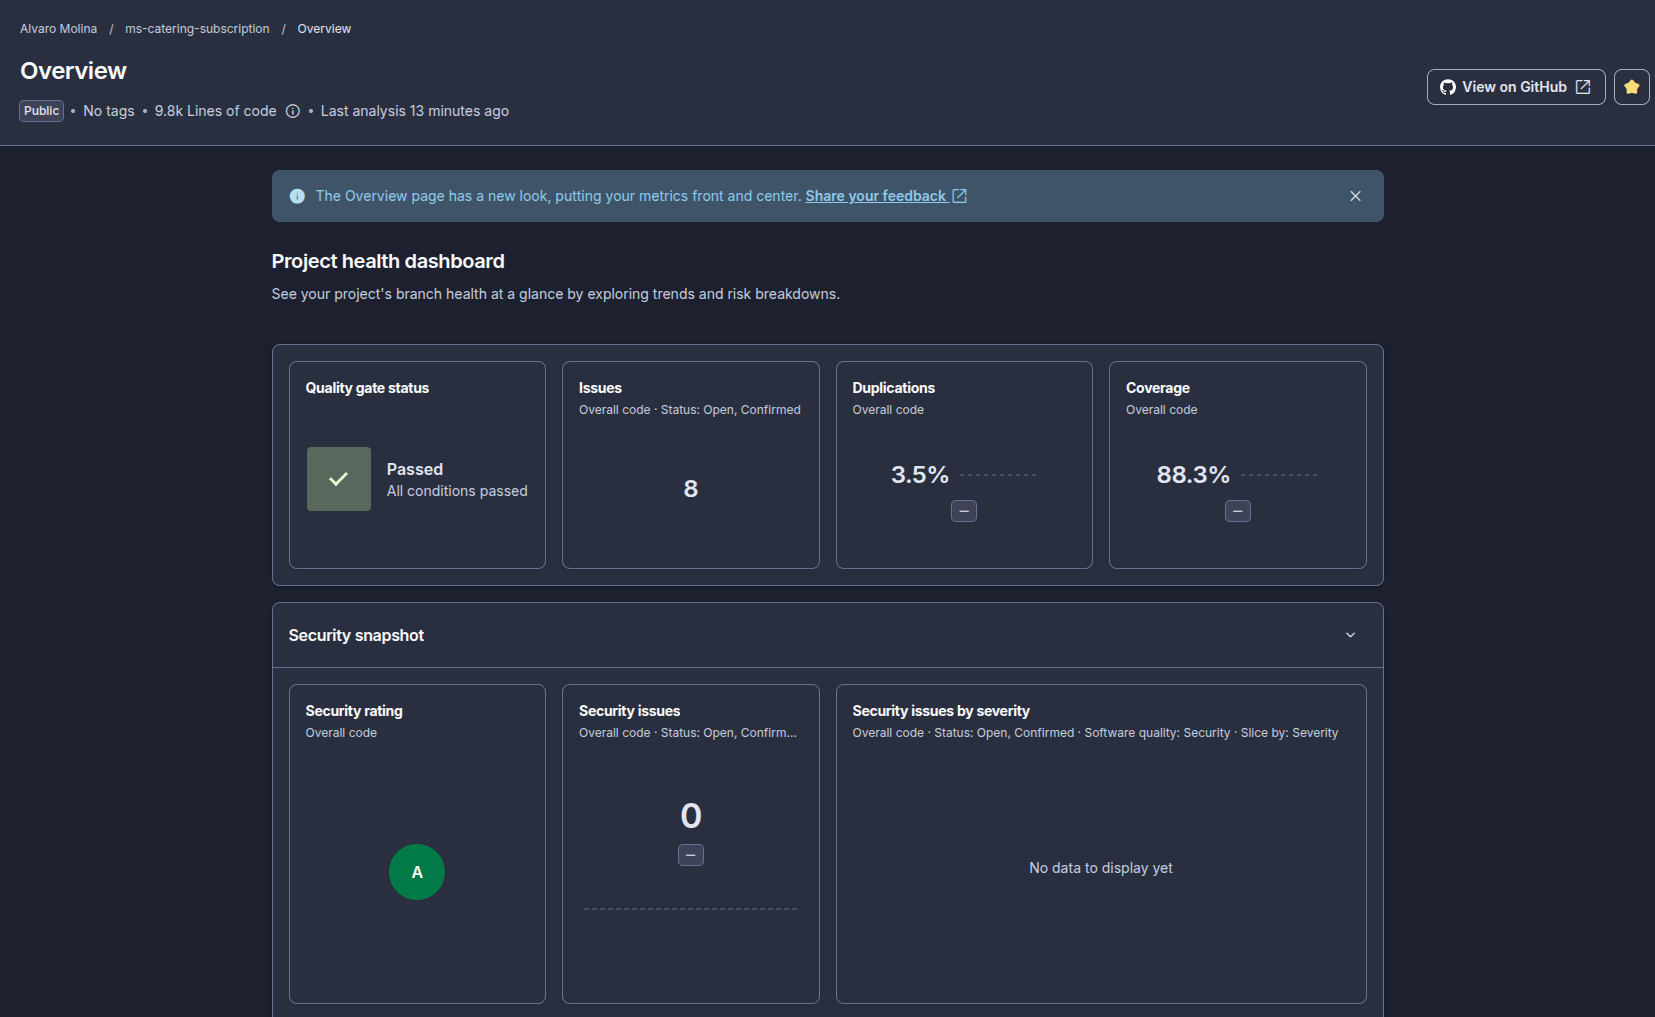 Alvaro Molina / ms-catering-subscription / Overview
Overview
View on GitHub
Public • No tags • 9.8k Lines of code • Last analysis 13 minutes ago
The Overview page has a new look, putting your metrics front and center. Share your feedback
Project health dashboard
See your project's branch health at a glance by exploring trends and risk breakdowns.
Quality gate status
Passed
All conditions passed
Issues
Overall code · Status: Open, Confirmed
8
Duplications
Overall code
3.5%
Coverage
Overall code
88.3%
Security snapshot
Security rating
Overall code
A
Security issues
Overall code · Status: Open, Confirm...
0
Security issues by severity
Overall code · Status: Open, Confirmed · Software quality: Security · Slice by: Severity
No data to display yet